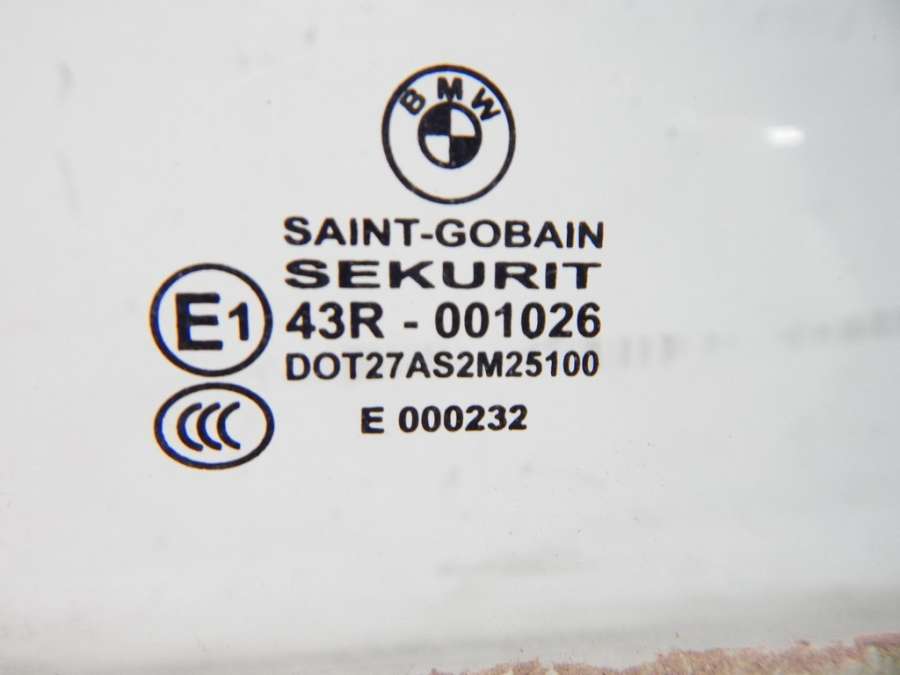 BMW
SAINT-GOBAIN
SEKURIT
E1 43R - 001026
DOT27AS2M25100
CCC E 000232